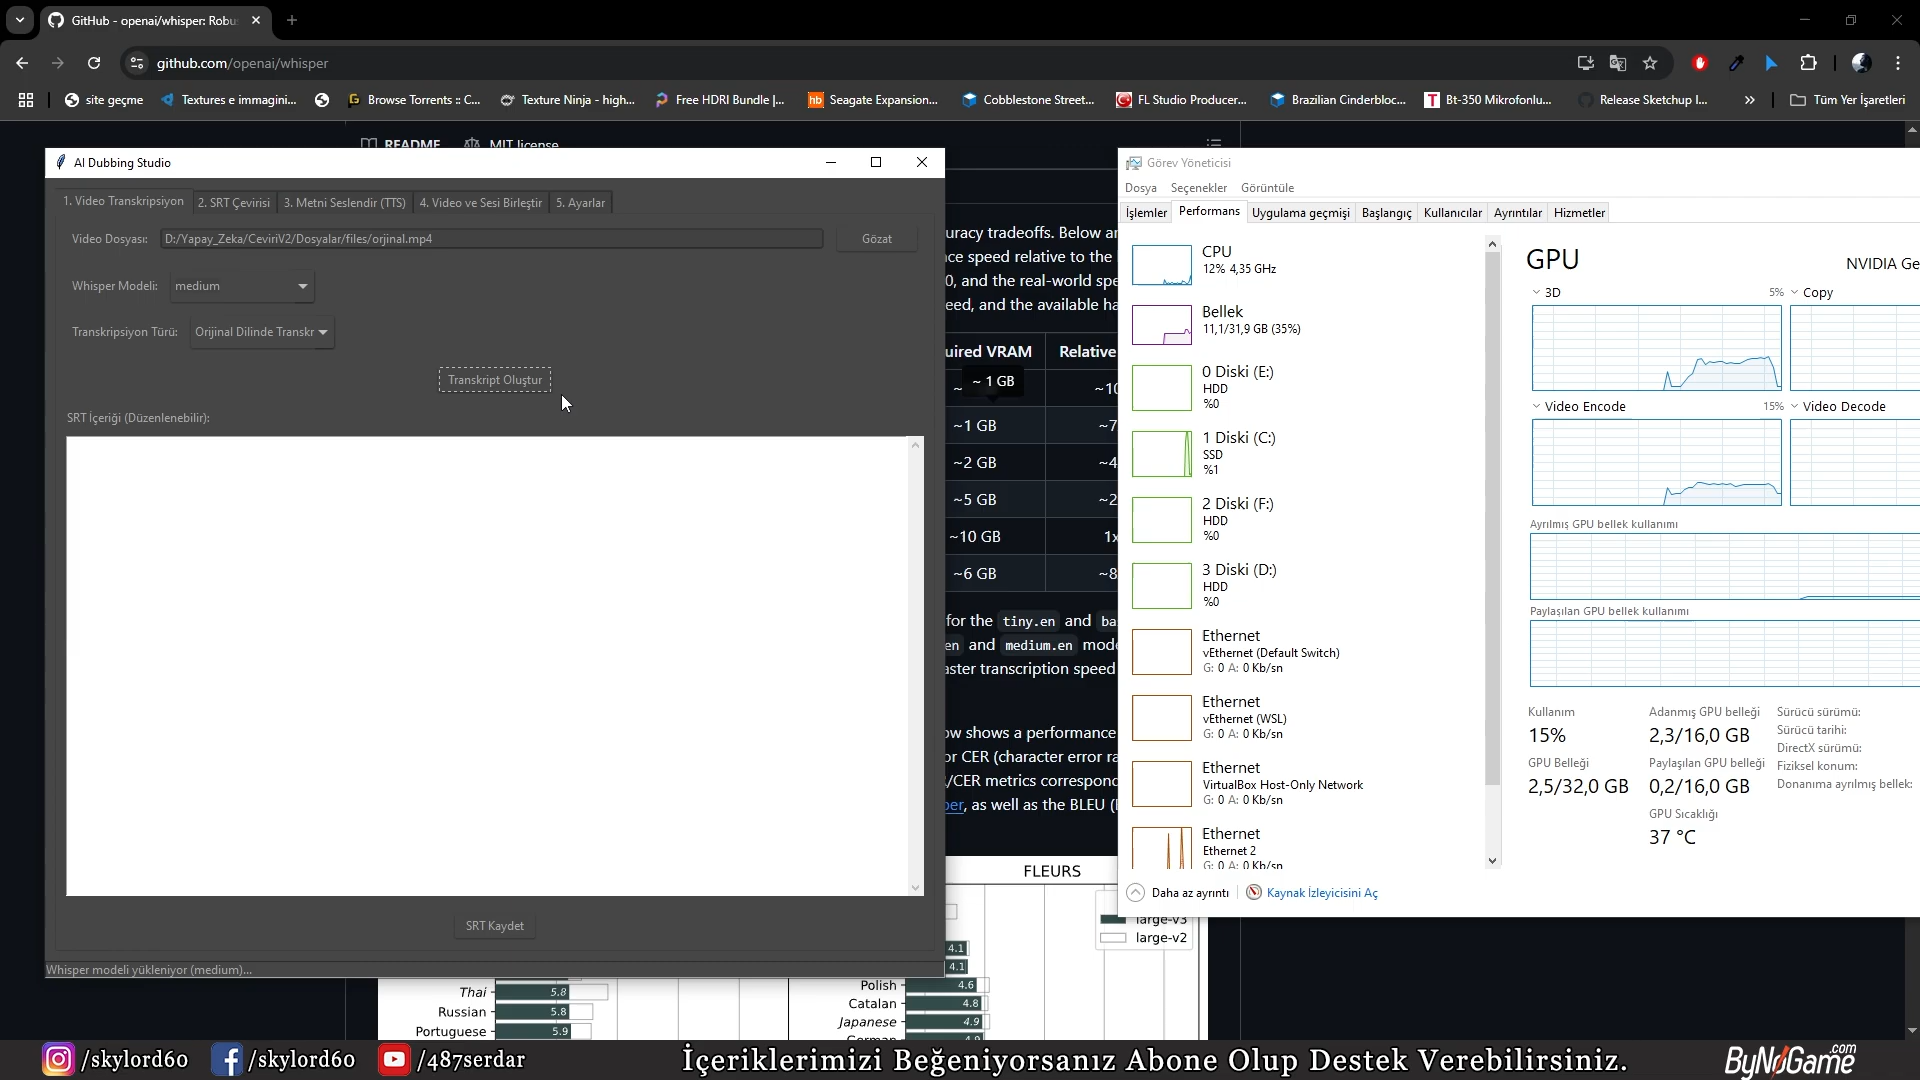 GitHub - openai/whisper: Robu
github.com/openai/whisper
site geçme
Textures e immagini...
Browse Torrents :: C...
Texture Ninja - high...
Free HDRI Bundle |...
Seagate Expansion...
Cobblestone Street...
FL Studio Producer...
Brazilian Cinderbloc...
Bt-350 Mikrofonlu...
Release Sketchup I...
»
Tüm Yer İşaretleri
README
MIT license
AI Dubbing Studio
1. Video Transkripsiyon
2. SRT Çevirisi
3. Metni Seslendir (TTS)
4. Video ve Sesi Birleştir
5. Ayarlar
Video Dosyası:
D:/Yapay_Zeka/CeviriV2/Dosyalar/files/orjinal.mp4
Gözat
Whisper Modeli:
medium
Transkripsiyon Türü:
Orijinal Dilinde Transkr
Transkript Oluştur
SRT İçeriği (Düzenlenebilir):
SRT Kaydet
Whisper modeli yükleniyor (medium)...
uracy tradeoffs. Below ar
ce speed relative to the
0, and the real-world spe
eed, and the available ha
uired VRAM
Relative
~ 1 GB
~10
~1 GB
~7
~2 GB
~4
~5 GB
~2
~10 GB
1x
~6 GB
~8
for the tiny.en and ba
en and medium.en mode
aster transcription speed
ow shows a performance
or CER (character error ra
/CER metrics correspond
per, as well as the BLEU (
FLEURS
large-v3
large-v2
4.1
4.1
Thai
5.8
Russian
5.8
Portuguese
5.9
Polish
4.6
Catalan
4.8
Japanese
4.9
Görev Yöneticisi
Dosya
Seçenekler
Görüntüle
İşlemler
Performans
Uygulama geçmişi
Başlangıç
Kullanıcılar
Ayrıntılar
Hizmetler
CPU
12% 4,35 GHz
Bellek
11,1/31,9 GB (35%)
0 Diski (E:)
HDD
%0
1 Diski (C:)
SSD
%1
2 Diski (F:)
HDD
%0
3 Diski (D:)
HDD
%0
Ethernet
vEthernet (Default Switch)
G: 0 A: 0 Kb/sn
Ethernet
vEthernet (WSL)
G: 0 A: 0 Kb/sn
Ethernet
VirtualBox Host-Only Network
G: 0 A: 0 Kb/sn
Ethernet
Ethernet 2
G: 0 A: 0 Kb/sn
GPU
NVIDIA Ge
3D
5%
Copy
Video Encode
15%
Video Decode
Ayrılmış GPU bellek kullanımı
Paylaşılan GPU bellek kullanımı
Kullanım
15%
GPU Belleği
2,5/32,0 GB
Adanmış GPU belleği
2,3/16,0 GB
Paylaşılan GPU belleği
0,2/16,0 GB
GPU Sıcaklığı
37 °C
Sürücü sürümü:
Sürücü tarihi:
DirectX sürümü:
Fiziksel konum:
Donanıma ayrılmış bellek:
Daha az ayrıntı
Kaynak İzleyicisini Aç
/skylord60
/skylord60
/487serdar
İçeriklerimizi Beğeniyorsanız Abone Olup Destek Verebilirsiniz.
ByNoGame.com